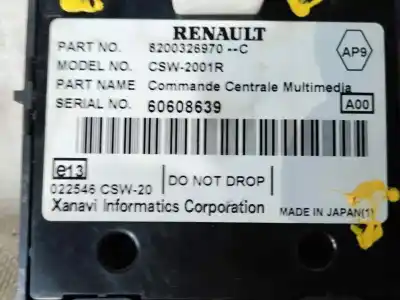 RENAULT
PART NO. 8200326970 --C
MODEL NO. CSW-2001R
AP9
PART NAME Commande Centrale Multimedia
SERIAL NO. 60608639
A00
e13
022546 CSW-20
DO NOT DROP
Xanavi Informatics Corporation
MADE IN JAPAN(1)